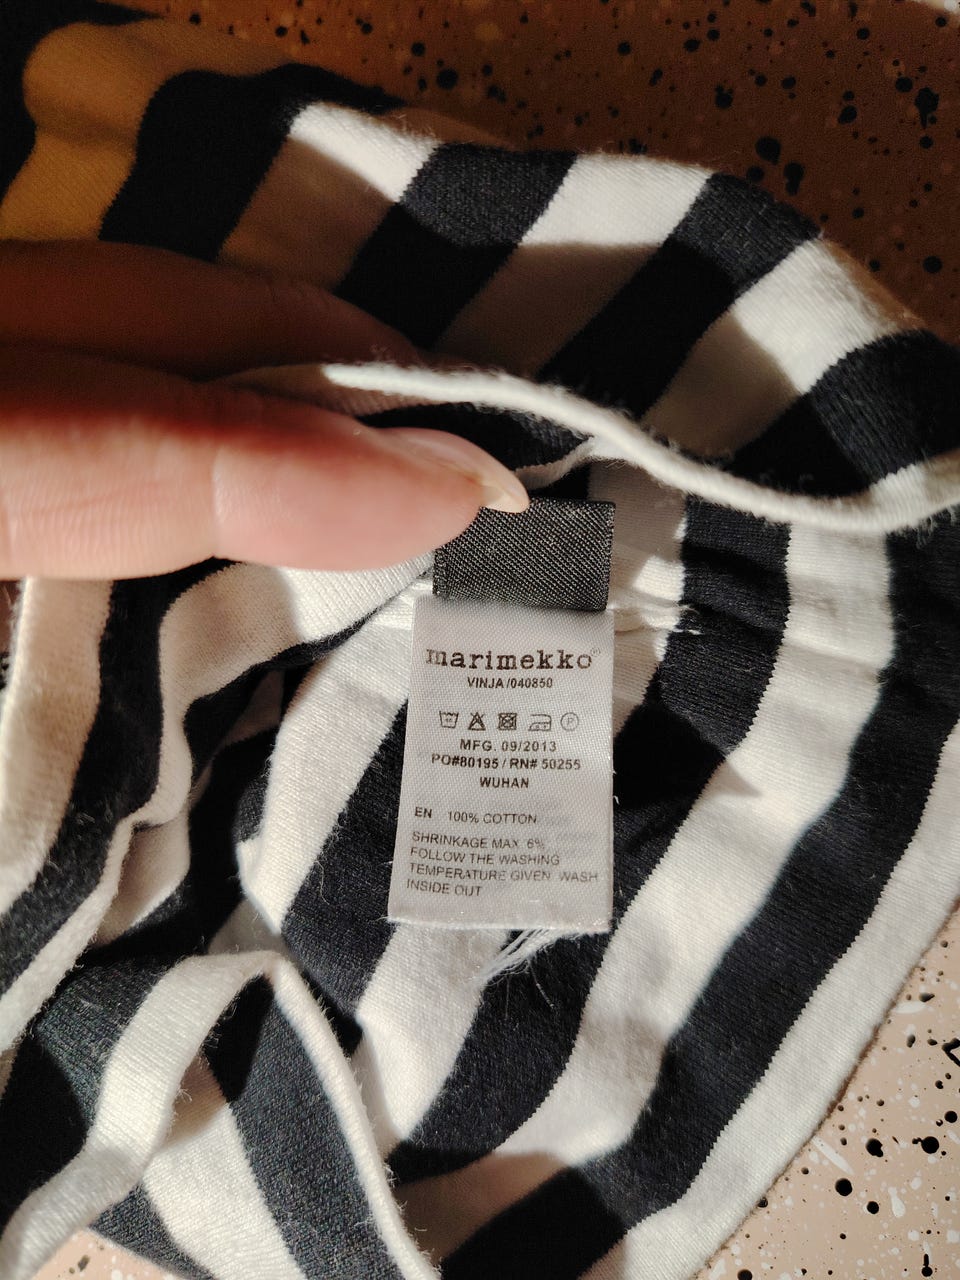 marimekko®
VINJA/040850
MFG. 09/2013
PO#80195 / RN# 50255
WUHAN
EN 100% COTTON
SHRINKAGE MAX 6%
FOLLOW THE WASHING
TEMPERATURE GIVEN WASH
INSIDE OUT